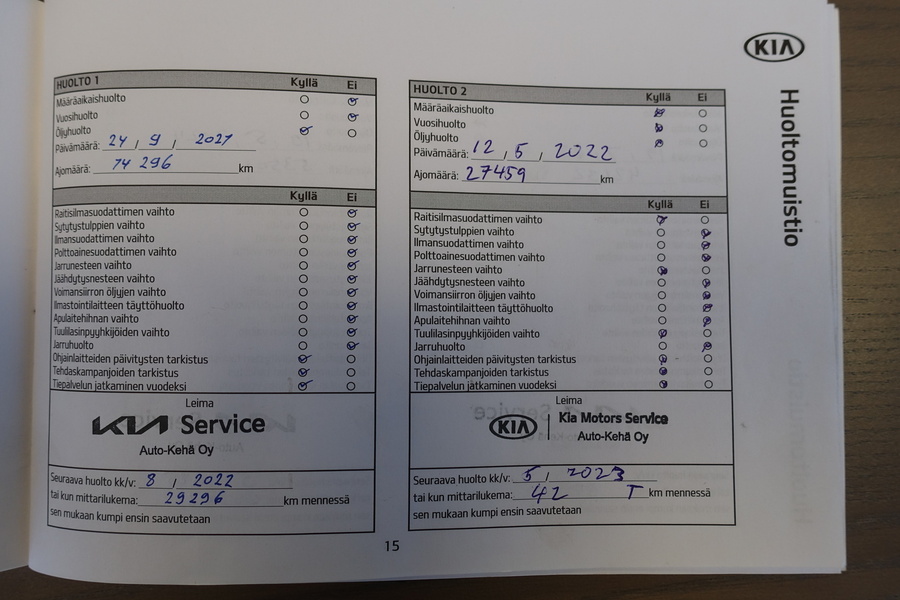 KIA
Huoltomuistio
HUOLTO 1 Kyllä Ei
Määräaikaishuolto
Vuosihuolto
Öljyhuolto
Päivämäärä: 24 , 9 , 2021
Ajomäärä: 14 296 km
Kyllä Ei
Raitisilmasuodattimen vaihto
Sytytystulppien vaihto
Ilmansuodattimen vaihto
Polttoainesuodattimen vaihto
Jarrunesteen vaihto
Jäähdytysnesteen vaihto
Voimansiirron öljyjen vaihto
Ilmastointilaitteen täyttöhuolto
Apulaitehihnan vaihto
Tuulilasinpyyhkijöiden vaihto
Jarruhuolto
Ohjainlaitteiden päivitysten tarkistus
Tehdaskampanjoiden tarkistus
Tiepalvelun jatkaminen vuodeksi
Leima
KIA Service
Auto-Kehä Oy
Seuraava huolto kk/v: 8 , 2022
tai kun mittarilukema: 29296 km mennessä
sen mukaan kumpi ensin saavutetaan
HUOLTO 2 Kyllä Ei
Määräaikaishuolto
Vuosihuolto
Öljyhuolto
Päivämäärä: 12 , 5 , 2022
Ajomäärä: 27459 km
Kyllä Ei
Raitisilmasuodattimen vaihto
Sytytystulppien vaihto
Ilmansuodattimen vaihto
Polttoainesuodattimen vaihto
Jarrunesteen vaihto
Jäähdytysnesteen vaihto
Voimansiirron öljyjen vaihto
Ilmastointilaitteen täyttöhuolto
Apulaitehihnan vaihto
Tuulilasinpyyhkijöiden vaihto
Jarruhuolto
Ohjainlaitteiden päivitysten tarkistus
Tehdaskampanjoiden tarkistus
Tiepalvelun jatkaminen vuodeksi
Leima
KIA Kia Motors Service
Auto-Kehä Oy
Seuraava huolto kk/v: 5 , 2023
tai kun mittarilukema: 42 T km mennessä
sen mukaan kumpi ensin saavutetaan
15